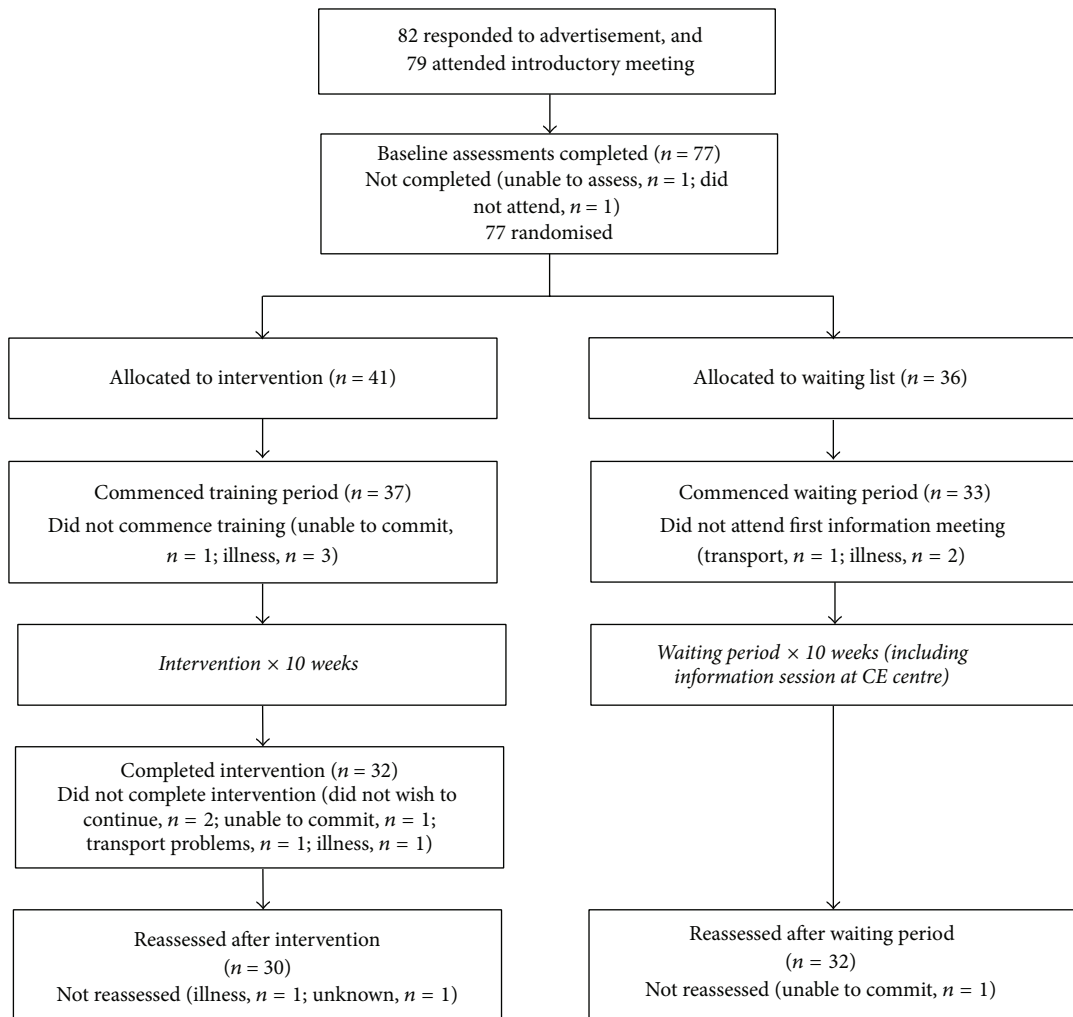 82 responded to advertisement, and
79 attended introductory meeting
Baseline assessments completed (n = 77)
Not completed (unable to assess, n = 1; did
not attend, n = 1)
77 randomised
Allocated to intervention (n = 41)
Allocated to waiting list (n = 36)
Commenced training period (n = 37)
Did not commence training (unable to commit,
n = 1; illness, n = 3)
Commenced waiting period (n = 33)
Did not attend first information meeting
(transport, n = 1; illness, n = 2)
Intervention × 10 weeks
Waiting period × 10 weeks (including
information session at CE centre)
Completed intervention (n = 32)
Did not complete intervention (did not wish to
continue, n = 2; unable to commit, n = 1;
transport problems, n = 1; illness, n = 1)
Reassessed after intervention
(n = 30)
Not reassessed (illness, n = 1; unknown, n = 1)
Reassessed after waiting period
(n = 32)
Not reassessed (unable to commit, n = 1)